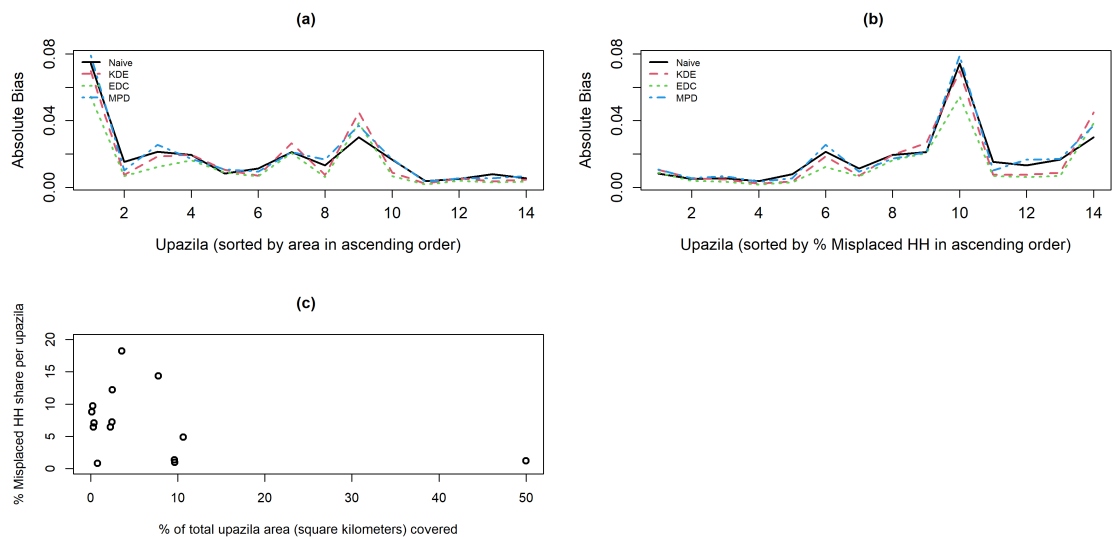 (a)
Absolute Bias
0.00 0.04 0.08
Naive
KDE
EDC
MPD
2 4 6 8 10 12 14
Upazila (sorted by area in ascending order)
(b)
Absolute Bias
0.00 0.04 0.08
Naive
KDE
EDC
MPD
2 4 6 8 10 12 14
Upazila (sorted by % Misplaced HH in ascending order)
(c)
% Misplaced HH share per upazila
0 5 10 15 20
0 10 20 30 40 50
% of total upazila area (square kilometers) covered